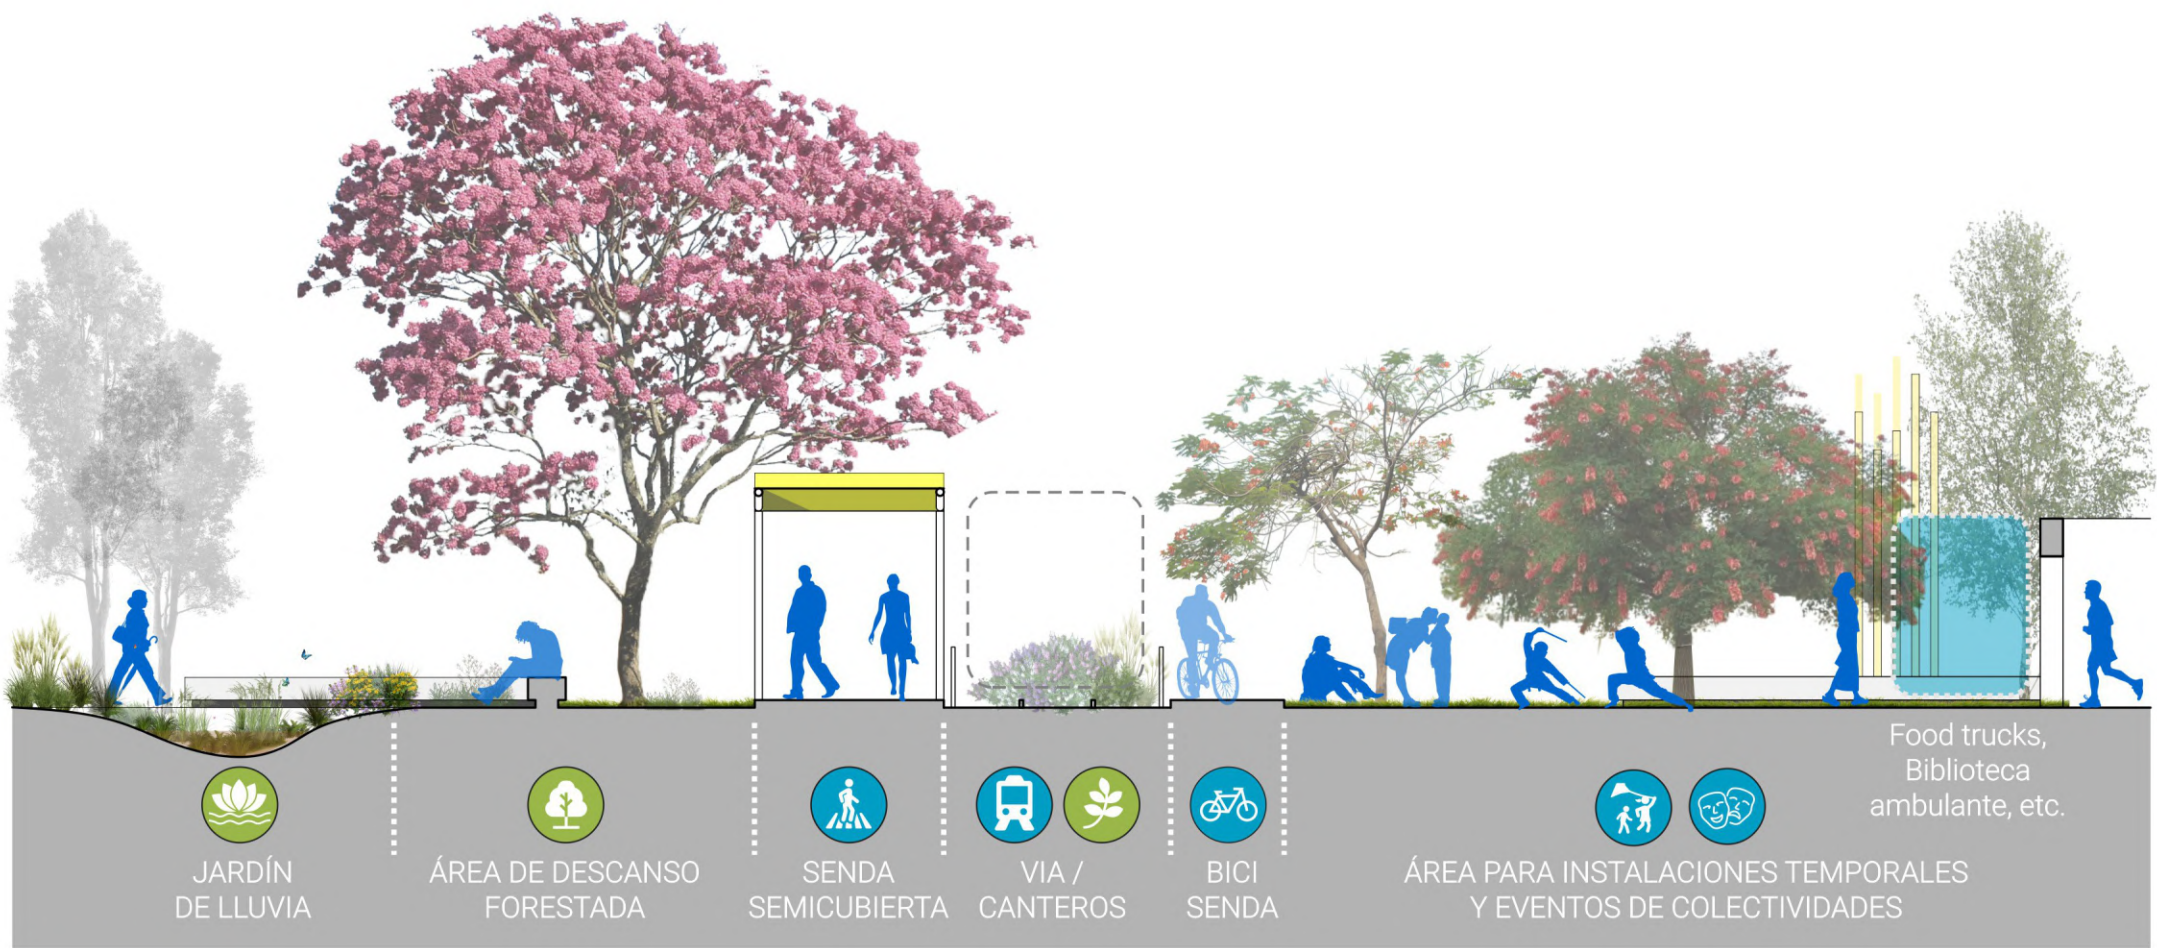 Food trucks,
Biblioteca
ambulante, etc.
JARDÍN
DE LLUVIA
ÁREA DE DESCANSO
FORESTADA
SENDA
SEMICUBIERTA
VIA /
CANTEROS
BICI
SENDA
ÁREA PARA INSTALACIONES TEMPORALES
Y EVENTOS DE COLECTIVIDADES